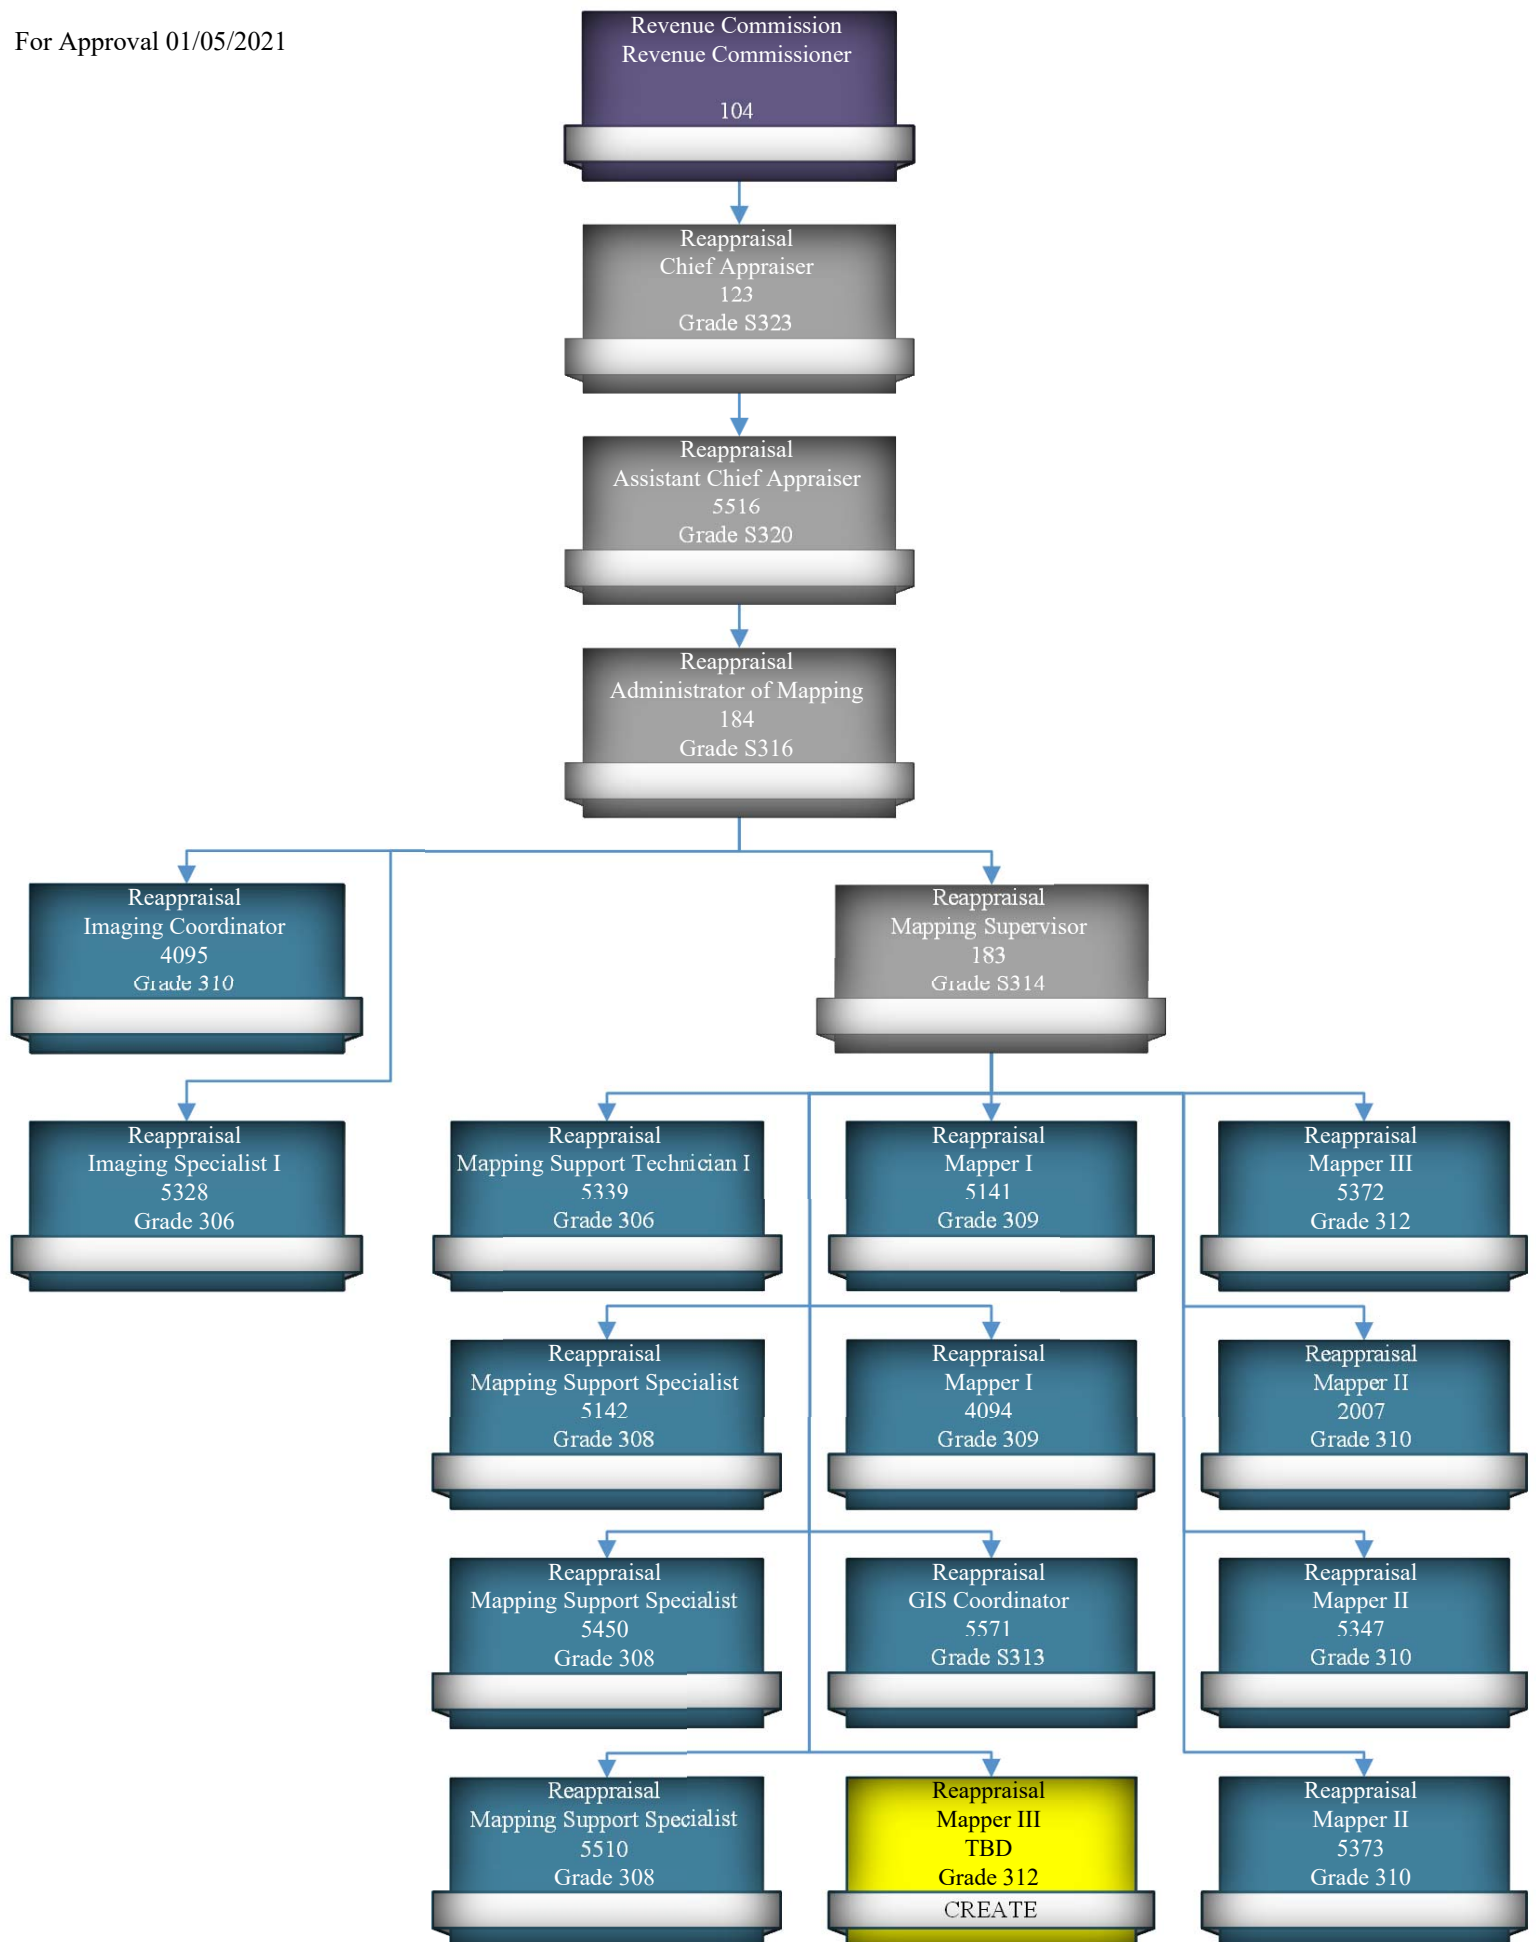 For Approval 01/05/2021
Revenue Commission
Revenue Commissioner
104
Reappraisal
Chief Appraiser
123
Grade S323
Reappraisal
Assistant Chief Appraiser
5516
Grade S320
Reappraisal
Administrator of Mapping
184
Grade S316
Reappraisal
Imaging Coordinator
4095
Grade 310
Reappraisal
Mapping Supervisor
183
Grade S314
Reappraisal
Imaging Specialist I
5328
Grade 306
Reappraisal
Mapping Support Technician I
5339
Grade 306
Reappraisal
Mapper I
5141
Grade 309
Reappraisal
Mapper III
5372
Grade 312
Reappraisal
Mapping Support Specialist
5142
Grade 308
Reappraisal
Mapper I
4094
Grade 309
Reappraisal
Mapper II
2007
Grade 310
Reappraisal
Mapping Support Specialist
5450
Grade 308
Reappraisal
GIS Coordinator
5571
Grade S313
Reappraisal
Mapper II
5347
Grade 310
Reappraisal
Mapping Support Specialist
5510
Grade 308
Reappraisal
Mapper III
TBD
Grade 312
CREATE
Reappraisal
Mapper II
5373
Grade 310